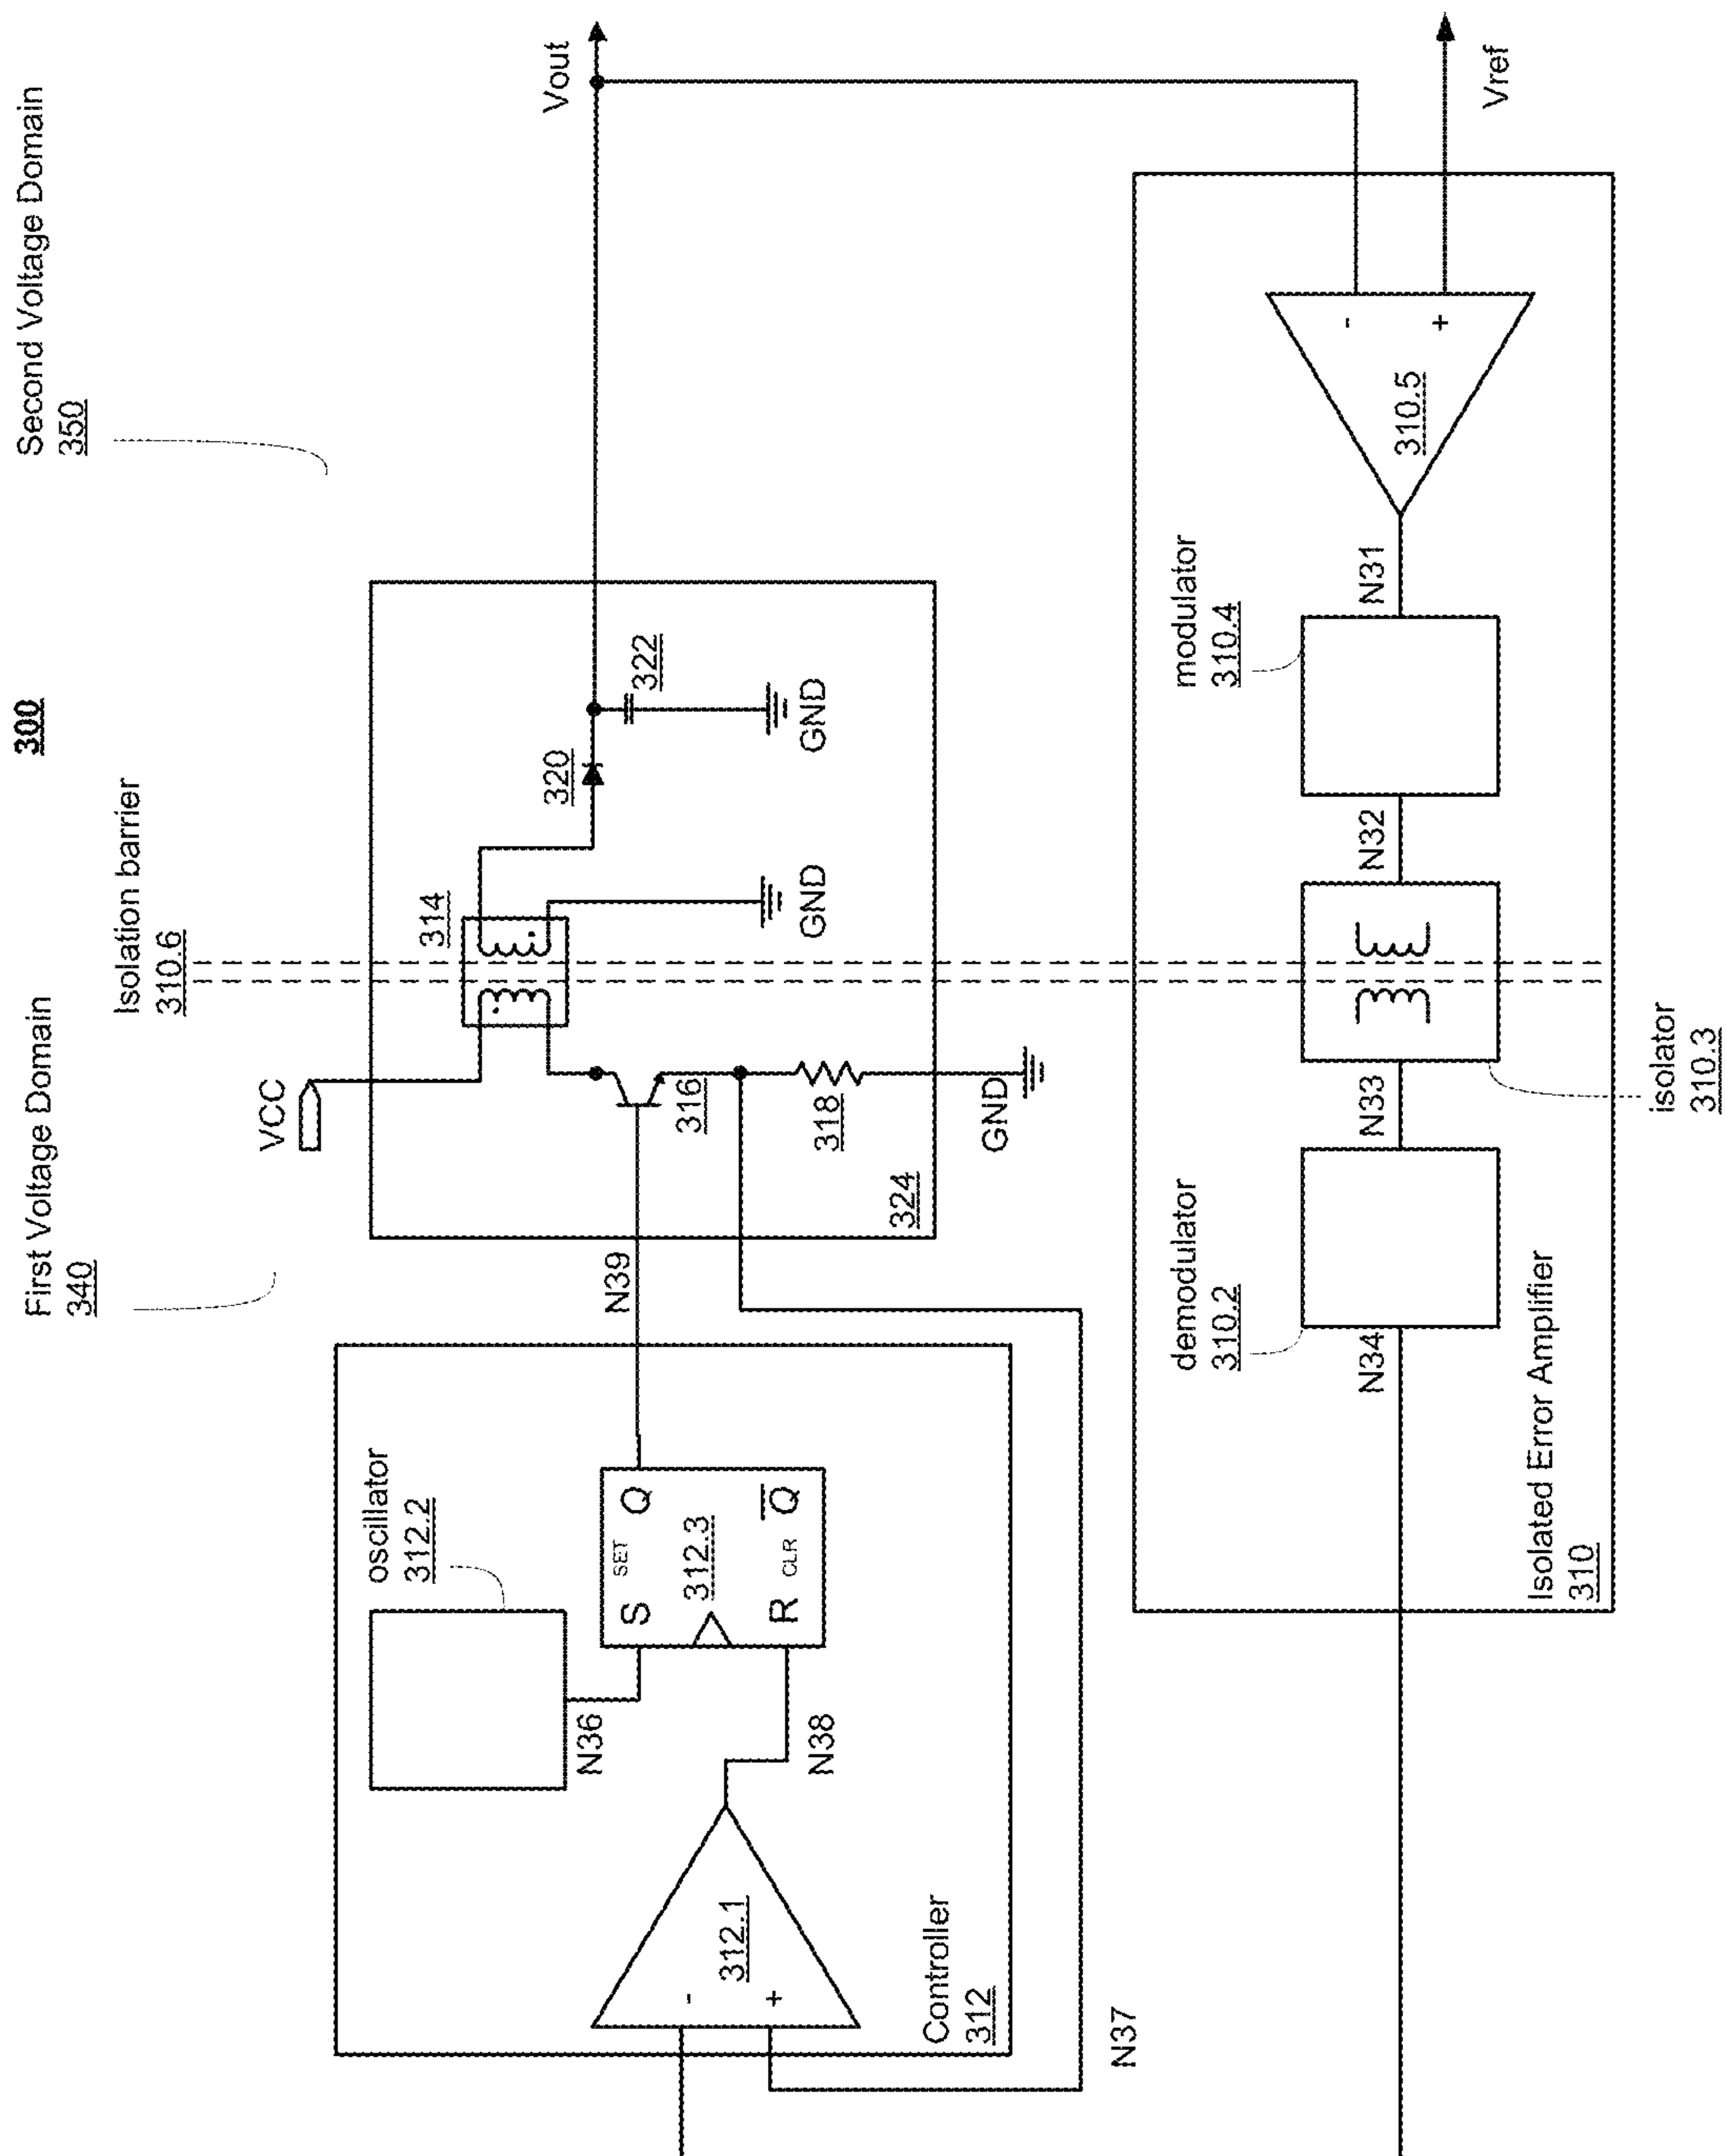 300
First Voltage Domain
340
Isolation barrier
310.6
Second Voltage Domain
350
VCC
oscillator
312.2
N36
S
SET
Q
312.3
R
CLR
Q
N38
-
+
312.1
Controller
312
N37
N39
314
316
318
GND
324
320
322
GND
GND
Vout
Vref
demodulator
310.2
N34
N33
isolator
310.3
N32
modulator
310.4
N31
310.5
-
+
Isolated Error Amplifier
310